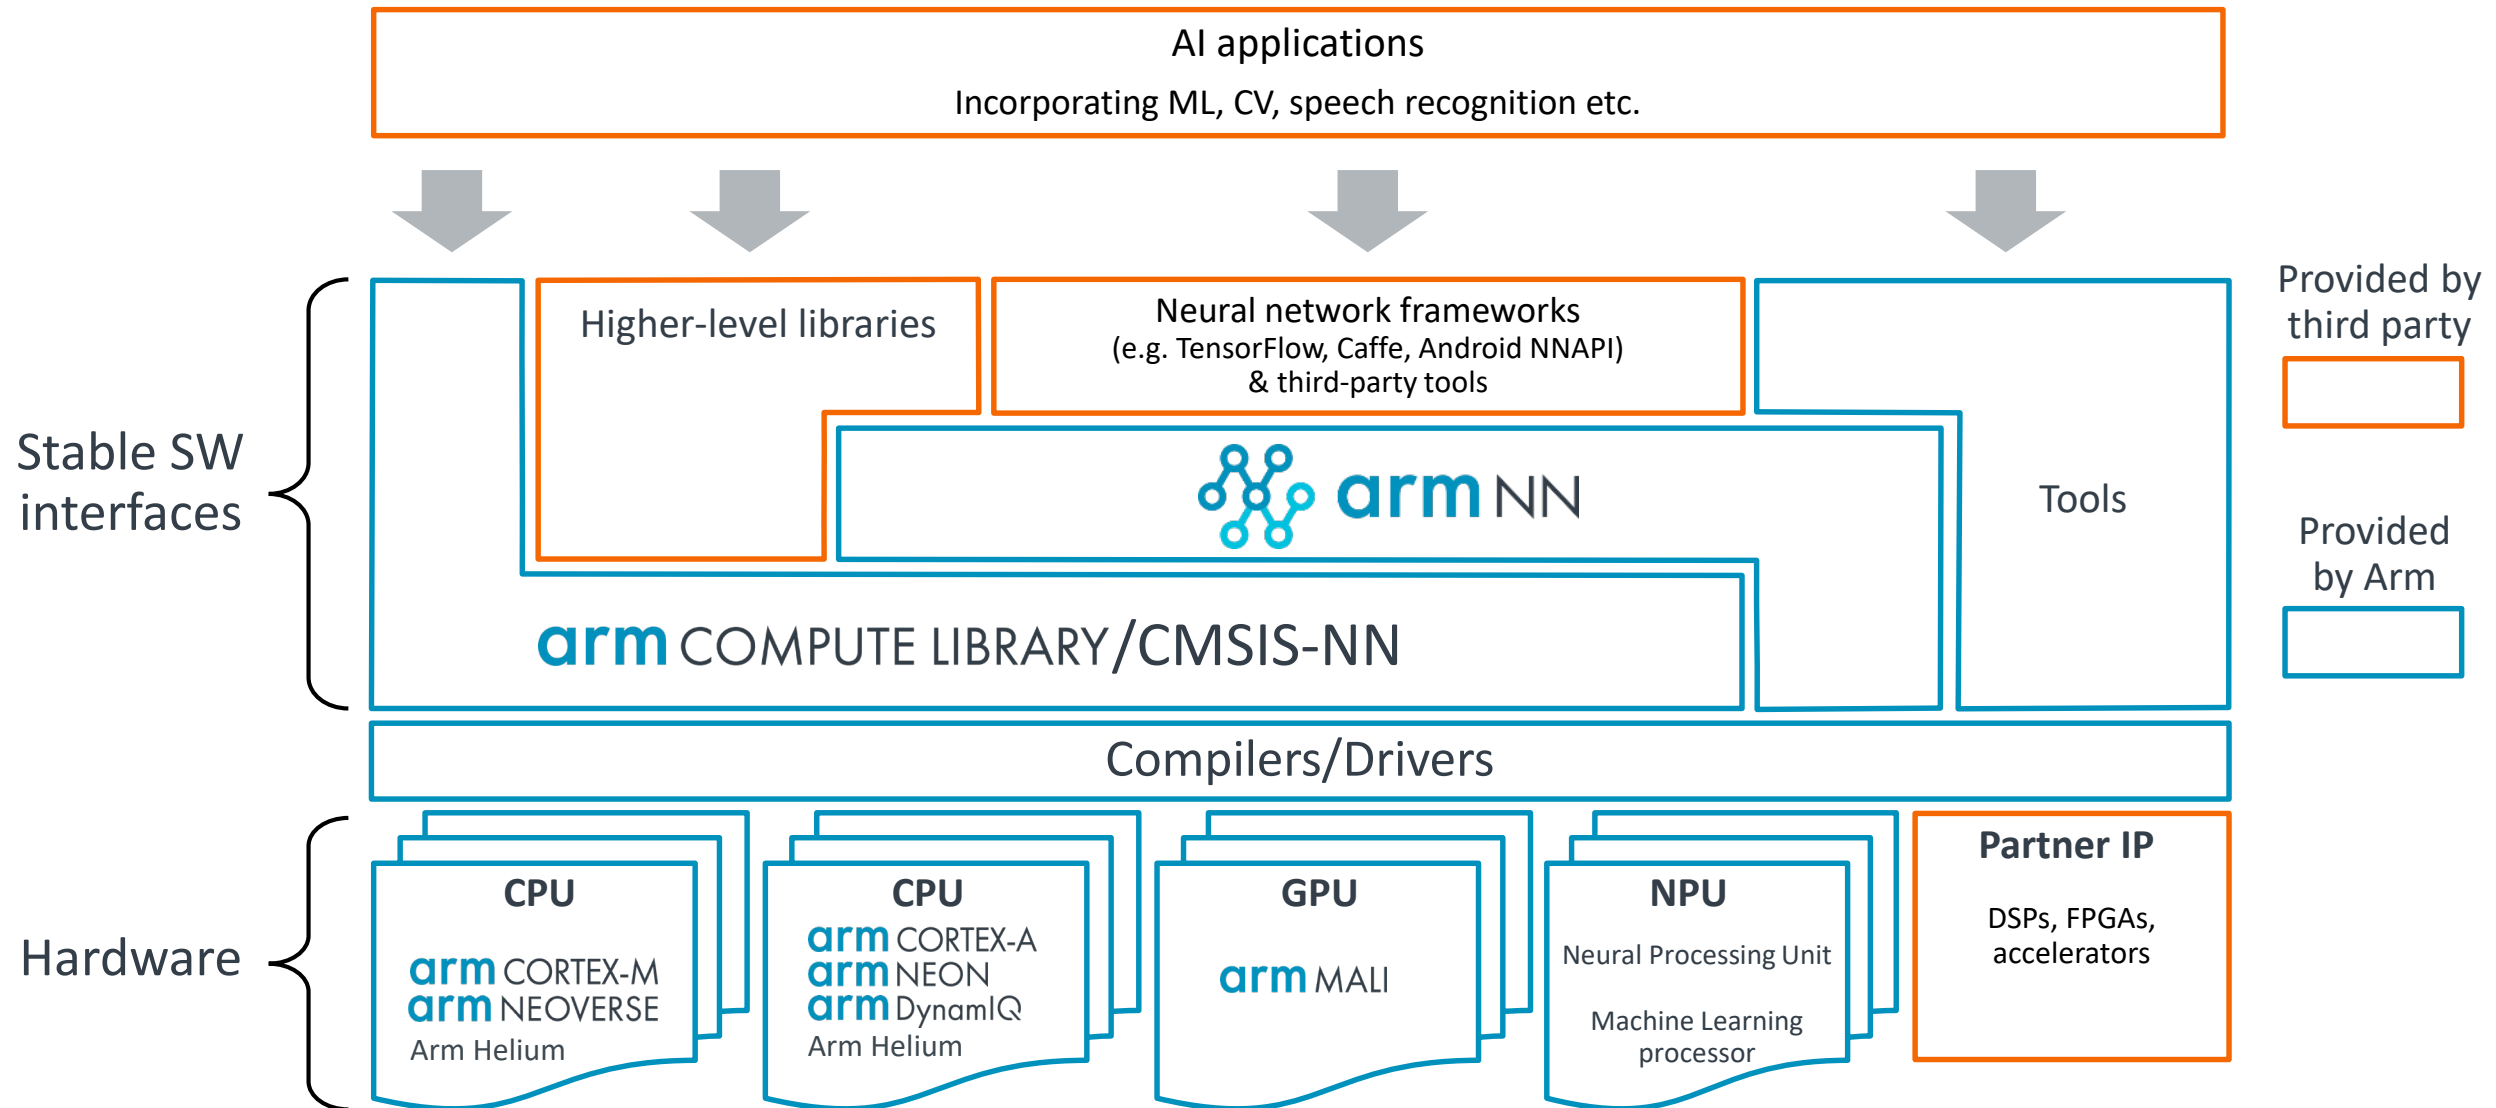 AI applications
Incorporating ML, CV, speech recognition etc.
Stable SW
interfaces
Higher-level libraries
Neural network frameworks
(e.g. TensorFlow, Caffe, Android NNAPI)
& third-party tools
arm NN
Tools
arm COMPUTE LIBRARY/CMSIS-NN
Provided by
third party
Provided
by Arm
Compilers/Drivers
Hardware
CPU
arm CORTEX-M
arm NEOVERSE
Arm Helium
CPU
arm CORTEX-A
arm NEON
arm DynamIQ
Arm Helium
GPU
arm MALI
NPU
Neural Processing Unit
Machine Learning
processor
Partner IP
DSPs, FPGAs,
accelerators